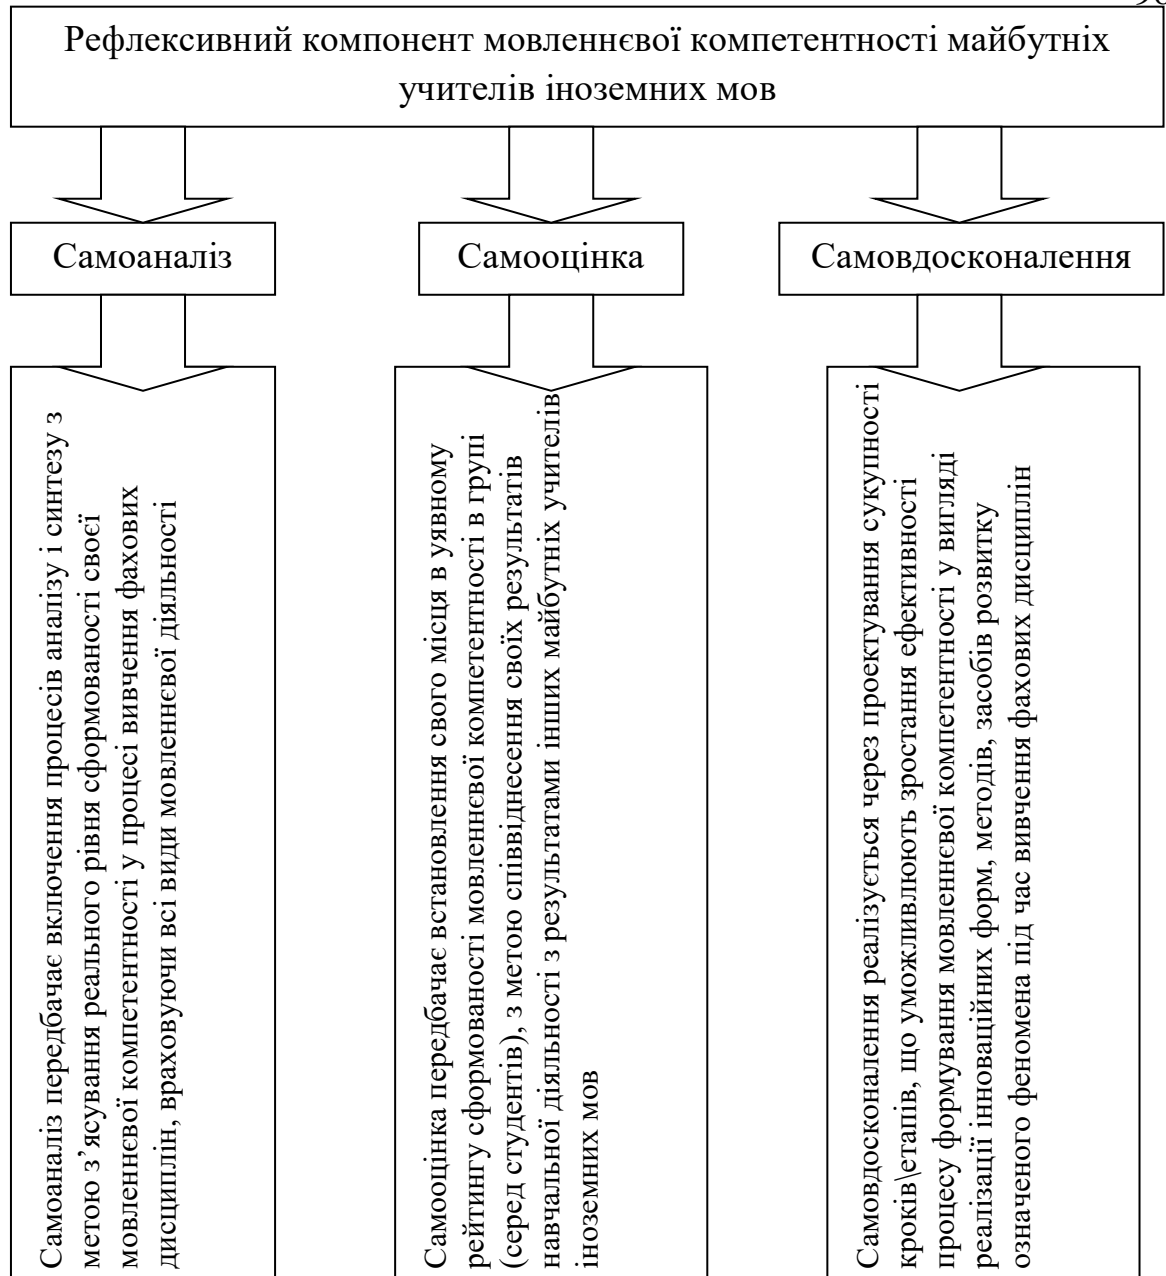 Рефлексивний компонент мовленнєвої компетентності майбутніх
учителів іноземних мов
Самоаналіз
Самооцінка
Самовдосконалення
Самоаналіз передбачає включення процесів аналізу і синтезу з
метою з’ясування реального рівня сформованості своєї
мовленнєвої компетентності у процесі вивчення фахових
дисциплін, враховуючи всі види мовленнєвої діяльності
Самооцінка передбачає встановлення свого місця в уявному
рейтингу сформованості мовленнєвої компетентності в групі
(серед студентів), з метою співвіднесення своїх результатів
навчальної діяльності з результатами інших майбутніх учителів
іноземних мов
Самовдосконалення реалізується через проектування сукупності
кроків\етапів, що уможливлюють зростання ефективності
процесу формування мовленнєвої компетентності у вигляді
реалізації інноваційних форм, методів, засобів розвитку
означеного феномена під час вивчення фахових дисциплін